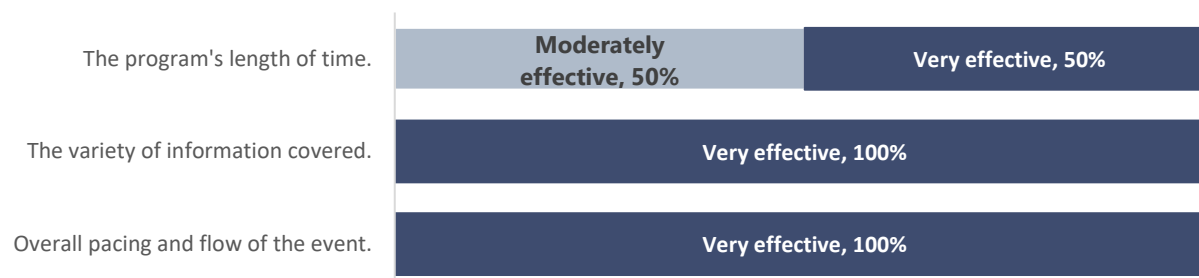 The program's length of time.
Moderately
effective, 50%
Very effective, 50%
The variety of information covered.
Very effective, 100%
Overall pacing and flow of the event.
Very effective, 100%